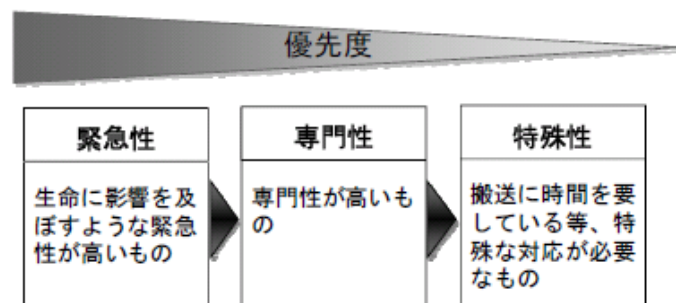 優先度
緊急性
生命に影響を及
ぼすような緊急
性が高いもの
専門性
専門性が高いも
の
特殊性
搬送に時間を要
している等、特
殊な対応が必要
なもの